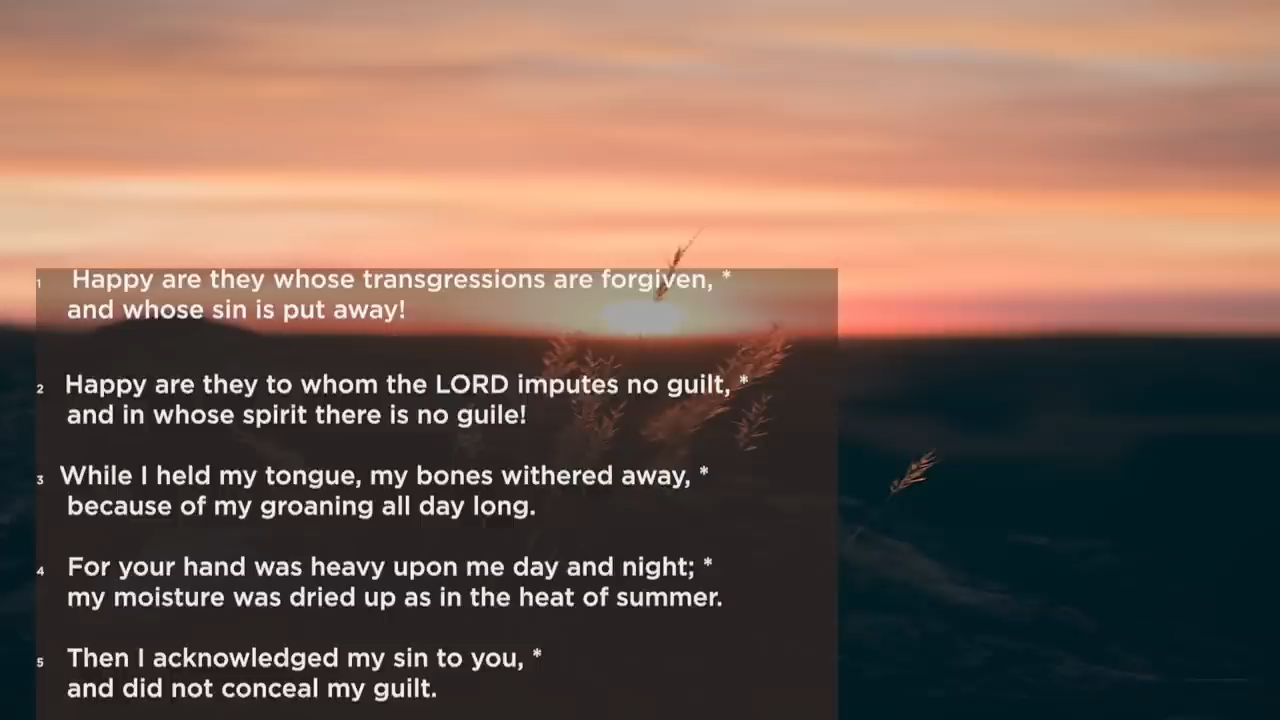 1 Happy are they whose transgressions are forgiven, *
and whose sin is put away!
2 Happy are they to whom the LORD imputes no guilt, *
and in whose spirit there is no guile!
3 While I held my tongue, my bones withered away, *
because of my groaning all day long.
4 For your hand was heavy upon me day and night; *
my moisture was dried up as in the heat of summer.
5 Then I acknowledged my sin to you, *
and did not conceal my guilt.